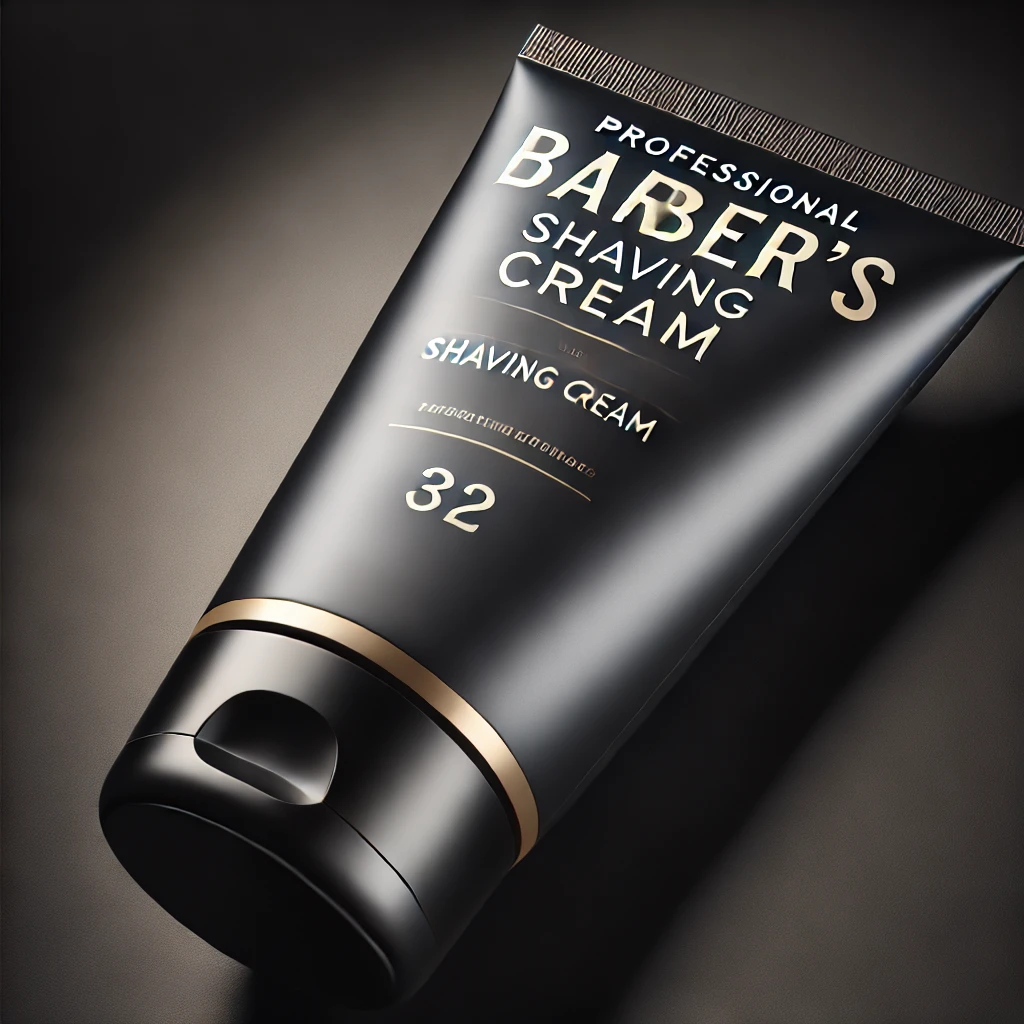 PROFESSIONAL
BARBER'S
SHAVING
CREAM
SHAVING CREAM
32